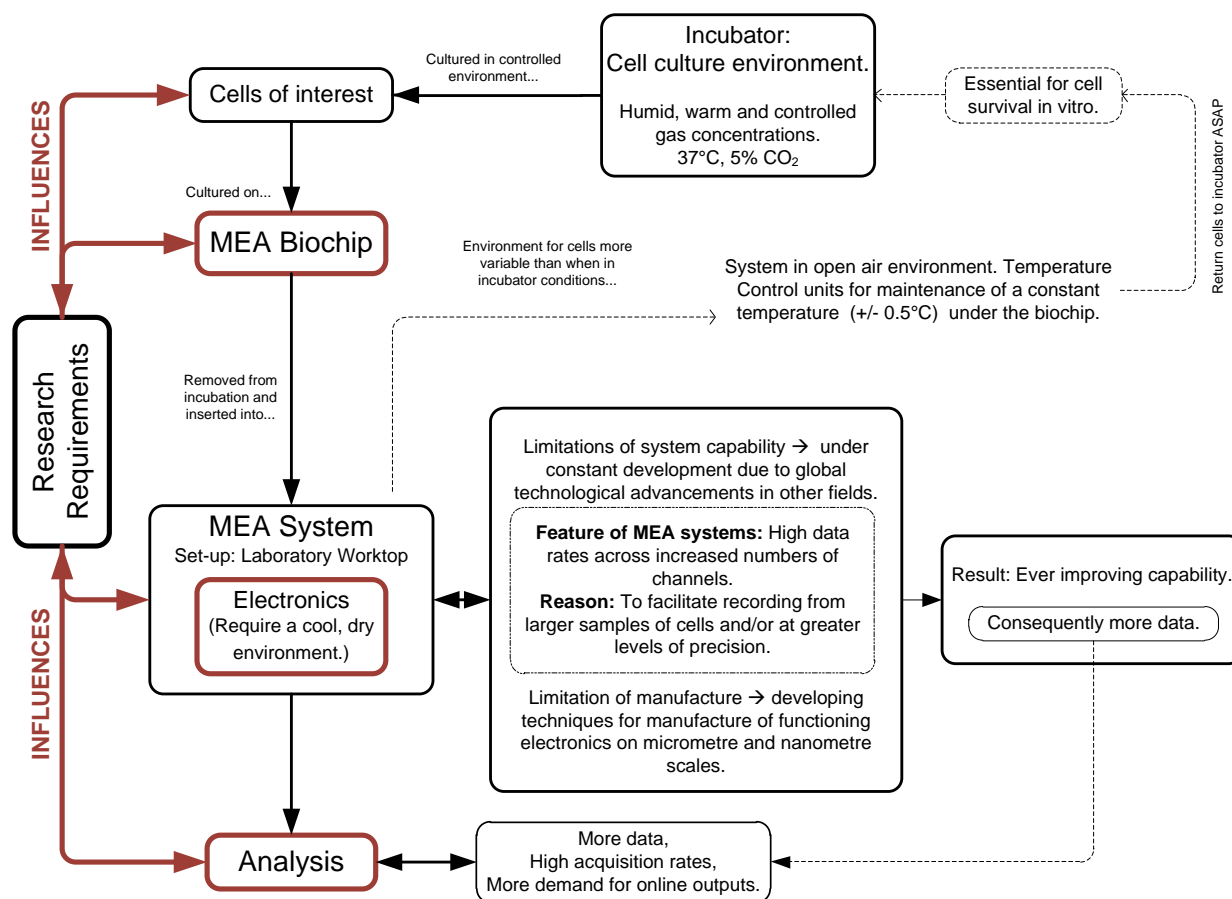 Incubator:
Cell culture environment.
Humid, warm and controlled
gas concentrations.
37°C, 5% CO₂
Cultured in controlled
environment...
Cells of interest
Essential for cell
survival in vitro.
Return cells to incubator ASAP
INFLUENCES
Cultured on...
MEA Biochip
Environment for cells more
variable than when in
incubator conditions...
System in open air environment. Temperature
Control units for maintenance of a constant
temperature (+/- 0.5°C) under the biochip.
Research
Requirements
Removed from
incubation and
inserted into...
MEA System
Set-up: Laboratory Worktop
Electronics
(Require a cool, dry
environment.)
Limitations of system capability → under
constant development due to global
technological advancements in other fields.
Feature of MEA systems: High data
rates across increased numbers of
channels.
Reason: To facilitate recording from
larger samples of cells and/or at greater
levels of precision.
Limitation of manufacture → developing
techniques for manufacture of functioning
electronics on micrometre and nanometre
scales.
Result: Ever improving capability.
Consequently more data.
INFLUENCES
Analysis
More data,
High acquisition rates,
More demand for online outputs.